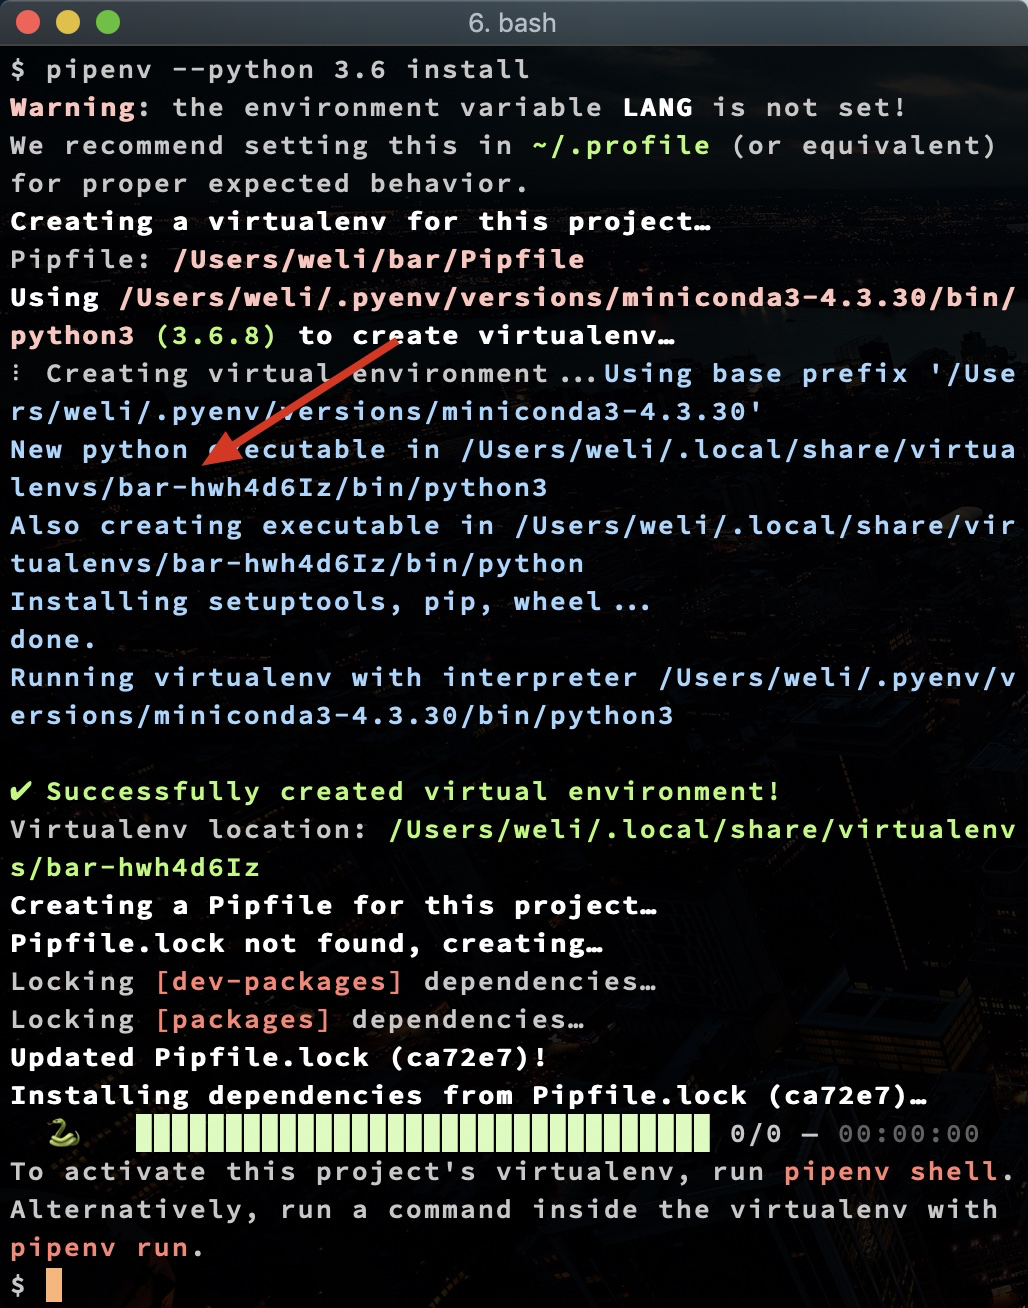 6. bash
$ pipenv --python 3.6 install
Warning: the environment variable LANG is not set!
We recommend setting this in ~/.profile (or equivalent)
for proper expected behavior.
Creating a virtualenv for this project…
Pipfile: /Users/weli/bar/Pipfile
Using /Users/weli/.pyenv/versions/miniconda3-4.3.30/bin/
python3 (3.6.8) to create virtualenv…
⠸ Creating virtual environment...Using base prefix '/Use
rs/weli/.pyenv/versions/miniconda3-4.3.30'
New python executable in /Users/weli/.local/share/virtua
lenvs/bar-hwh4d6Iz/bin/python3
Also creating executable in /Users/weli/.local/share/vir
tualenvs/bar-hwh4d6Iz/bin/python
Installing setuptools, pip, wheel...
done.
Running virtualenv with interpreter /Users/weli/.pyenv/v
ersions/miniconda3-4.3.30/bin/python3
✔ Successfully created virtual environment!
Virtualenv location: /Users/weli/.local/share/virtualenv
s/bar-hwh4d6Iz
Creating a Pipfile for this project…
Pipfile.lock not found, creating…
Locking [dev-packages] dependencies…
Locking [packages] dependencies…
Updated Pipfile.lock (ca72e7)!
Installing dependencies from Pipfile.lock (ca72e7)…
🐍 ▉▉▉▉▉▉▉▉▉▉▉▉▉▉▉▉▉▉▉▉▉▉▉▉▉▉▉▉▉▉▉▉ 0/0 — 00:00:00
To activate this project's virtualenv, run pipenv shell.
Alternatively, run a command inside the virtualenv with
pipenv run.
$